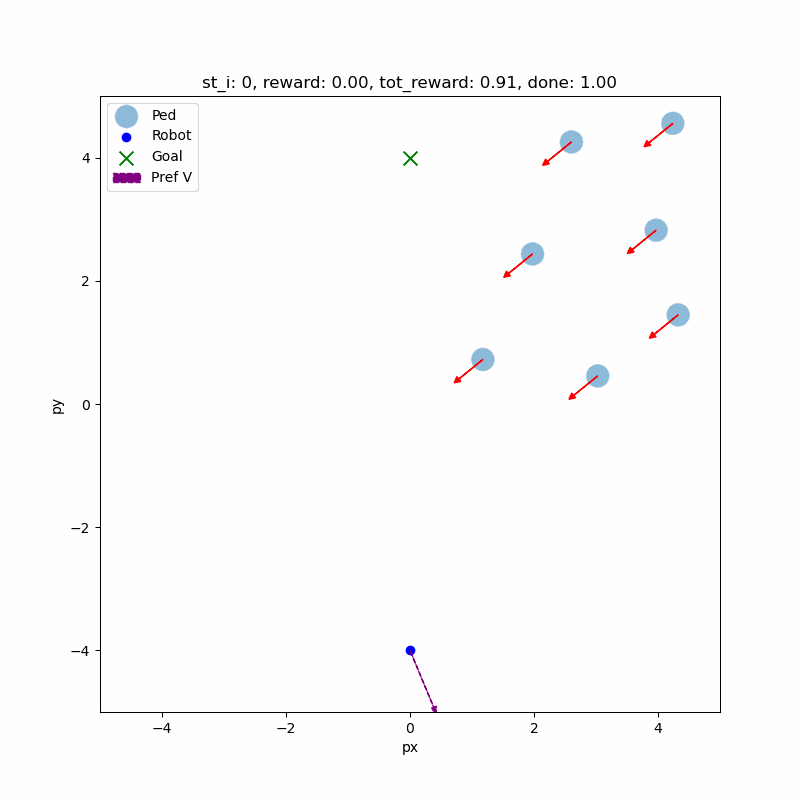 st_i: 0, reward: 0.00, tot_reward: 0.91, done: 1.00
Ped
Robot
Goal
Pref V
4
2
0
−2
−4
py
−4
−2
0
2
4
px